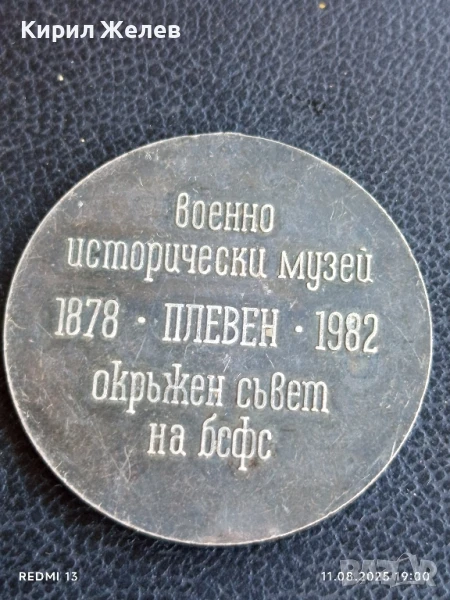 Кирил Желев
военно
исторически музей
1878 · ПЛЕВЕН · 1982
окръжен съвет
на бсфс
REDMI 13
11.08.2025 19:00